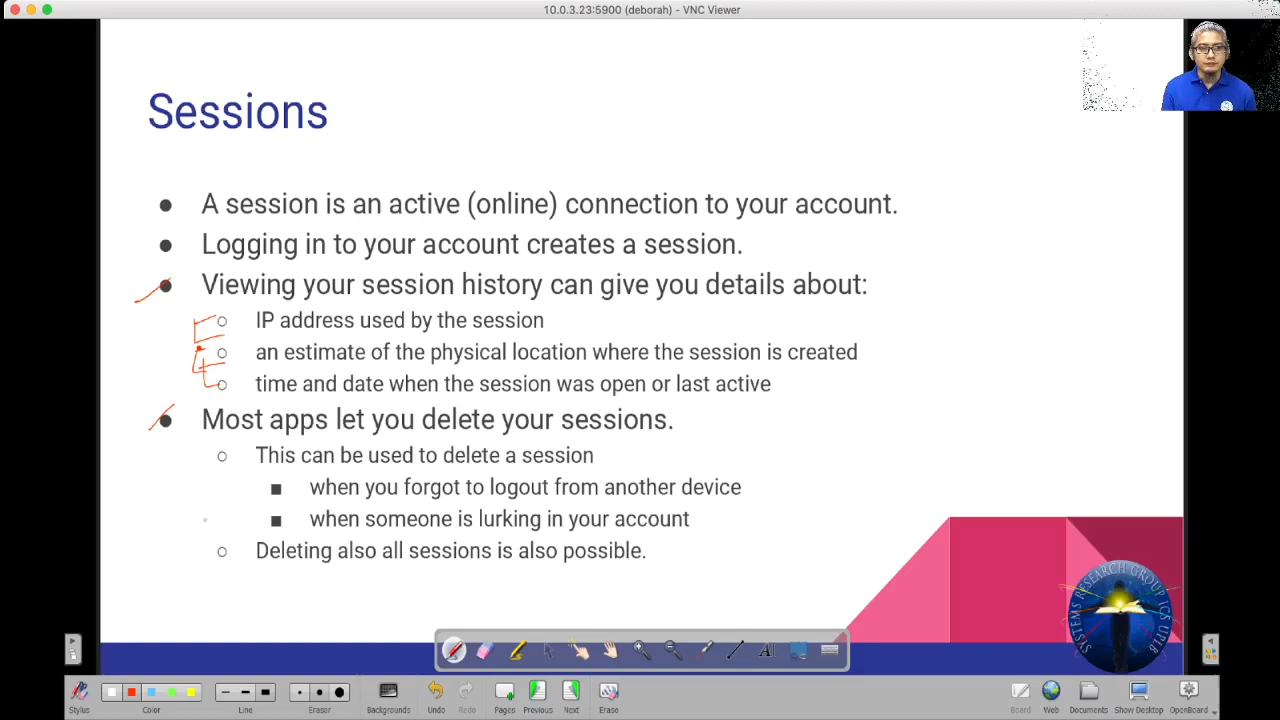 10.0.3.23:5900 (deborah) - VNC Viewer
Sessions
● A session is an active (online) connection to your account.
● Logging in to your account creates a session.
● Viewing your session history can give you details about:
○ IP address used by the session
○ an estimate of the physical location where the session is created
○ time and date when the session was open or last active
● Most apps let you delete your sessions.
○ This can be used to delete a session
■ when you forgot to logout from another device
■ when someone is lurking in your account
○ Deleting also all sessions is also possible.
SYSTEMS RESEARCH GROUP ICS UPLB
Stylus Color Line Eraser Backgrounds Undo Redo Pages Previous Next Erase Board Web Documents Show Desktop OpenBoard